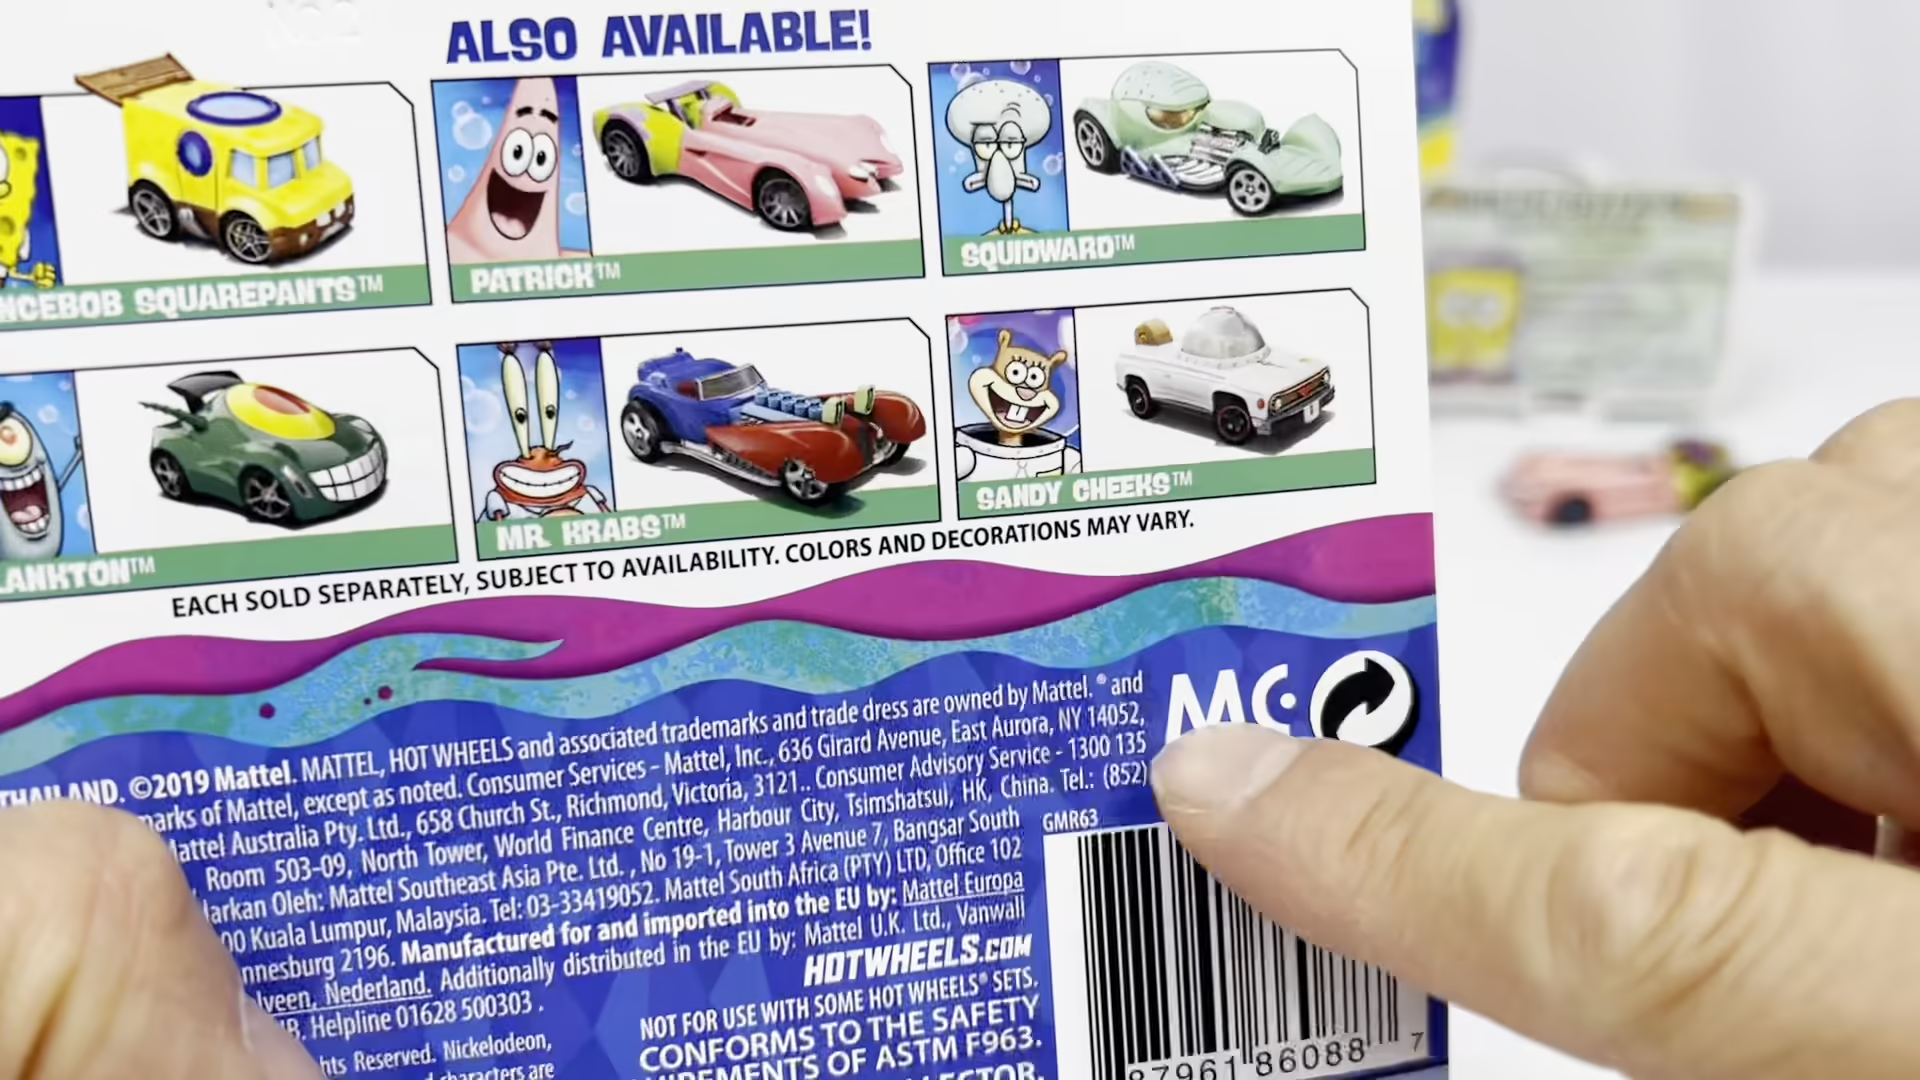 ALSO AVAILABLE!
NGEBOB SQUAREPANTS™
PATRICK™
SQUIDWARD™
LANKTON™
MR. KRABS™
SANDY CHEEKS™
EACH SOLD SEPARATELY, SUBJECT TO AVAILABILITY. COLORS AND DECORATIONS MAY VARY.
THAILAND. ©2019 Mattel. MATTEL, HOT WHEELS and associated trademarks and trade dress are owned by Mattel.® and
marks of Mattel, except as noted. Consumer Services - Mattel, Inc., 636 Girard Avenue, East Aurora, NY 14052,
Mattel Australia Pty. Ltd., 658 Church St., Richmond, Victoria, 3121.. Consumer Advisory Service - 1300 135
Room 503-09, North Tower, World Finance Centre, Harbour City, Tsimshatsui, HK, China. Tel.: (852)
arkan Oleh: Mattel Southeast Asia Pte. Ltd. , No 19-1, Tower 3 Avenue 7, Bangsar South
00 Kuala Lumpur, Malaysia. Tel: 03-33419052. Mattel South Africa (PTY) LTD, Office 102
nnesburg 2196. Manufactured for and imported into the EU by: Mattel Europa
lveen, Nederland. Additionally distributed in the EU by: Mattel U.K. Ltd., Vanwall
B. Helpline 01628 500303 .
hts Reserved. Nickelodeon,
characters are
HOTWHEELS.COM
NOT FOR USE WITH SOME HOT WHEELS® SETS.
CONFORMS TO THE SAFETY
UIREMENTS OF ASTM F963.
LECTOR.
MC
GMR63
87961 86088 7